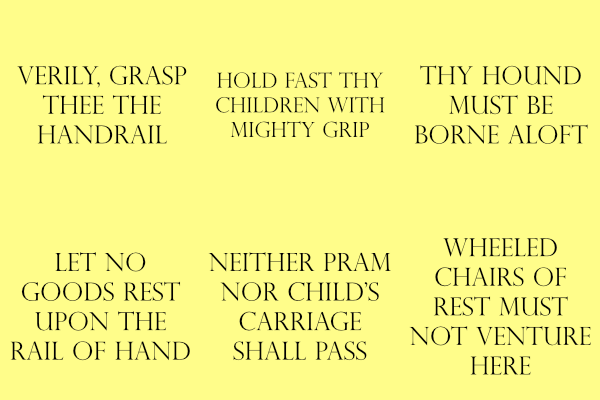 VERILY, GRASP
THEE THE
HANDRAIL
HOLD FAST THY
CHILDREN WITH
MIGHTY GRIP
THY HOUND
MUST BE
BORNE ALOFT
LET NO
GOODS REST
UPON THE
RAIL OF HAND
NEITHER PRAM
NOR CHILD'S
CARRIAGE
SHALL PASS
WHEELED
CHAIRS OF
REST MUST
NOT VENTURE
HERE